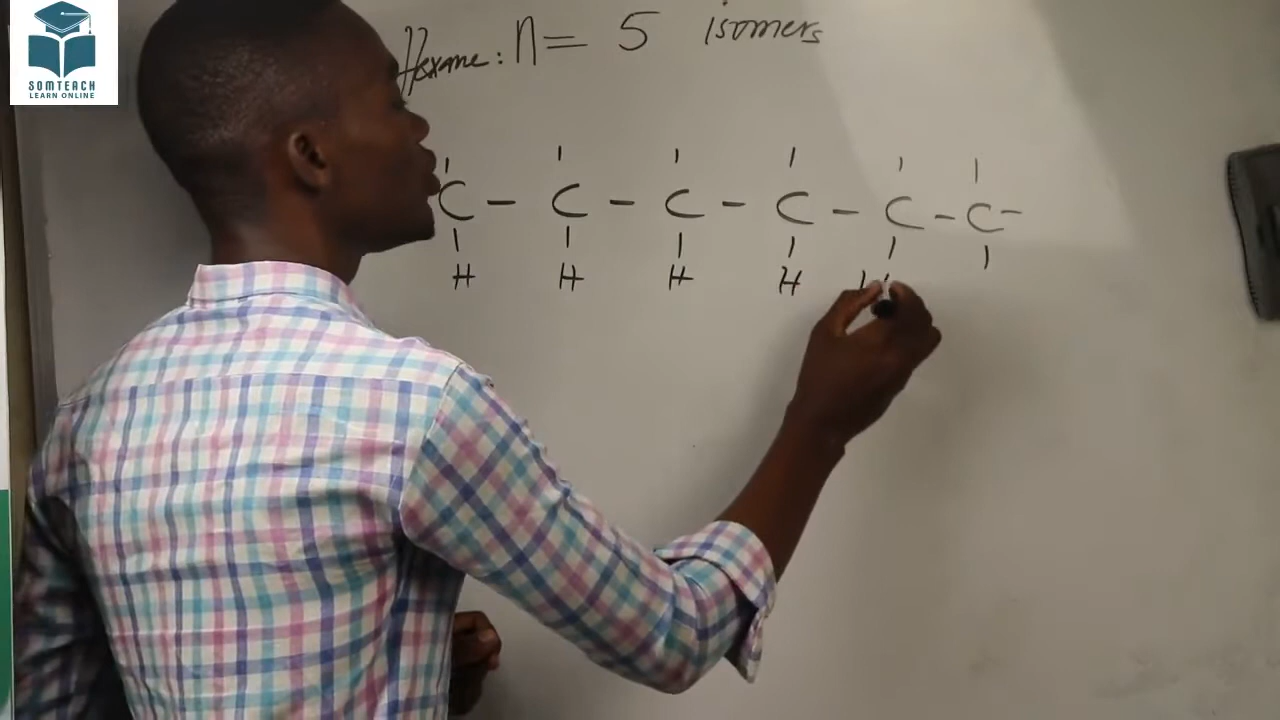 SOMTEACH
LEARN ONLINE
Hexane: n = 5 isomers
C - C - C - C - C - C -
H H H H H